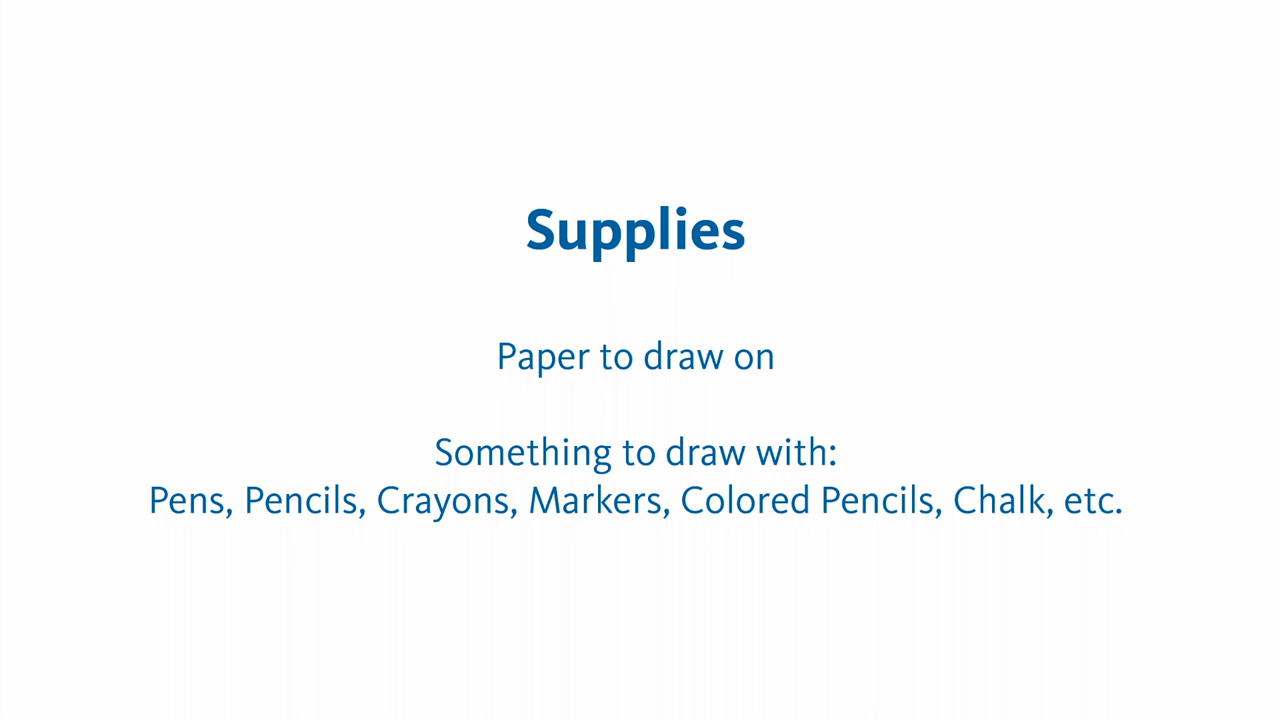 Supplies
Paper to draw on
Something to draw with:
Pens, Pencils, Crayons, Markers, Colored Pencils, Chalk, etc.